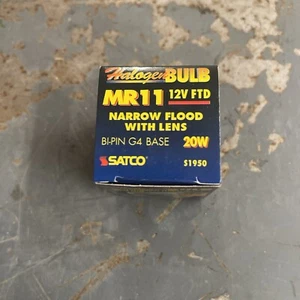 Halogen BULB
MR11 12V FTD
NARROW FLOOD
WITH LENS
BI-PIN G4 BASE 20W
SATCO S1950